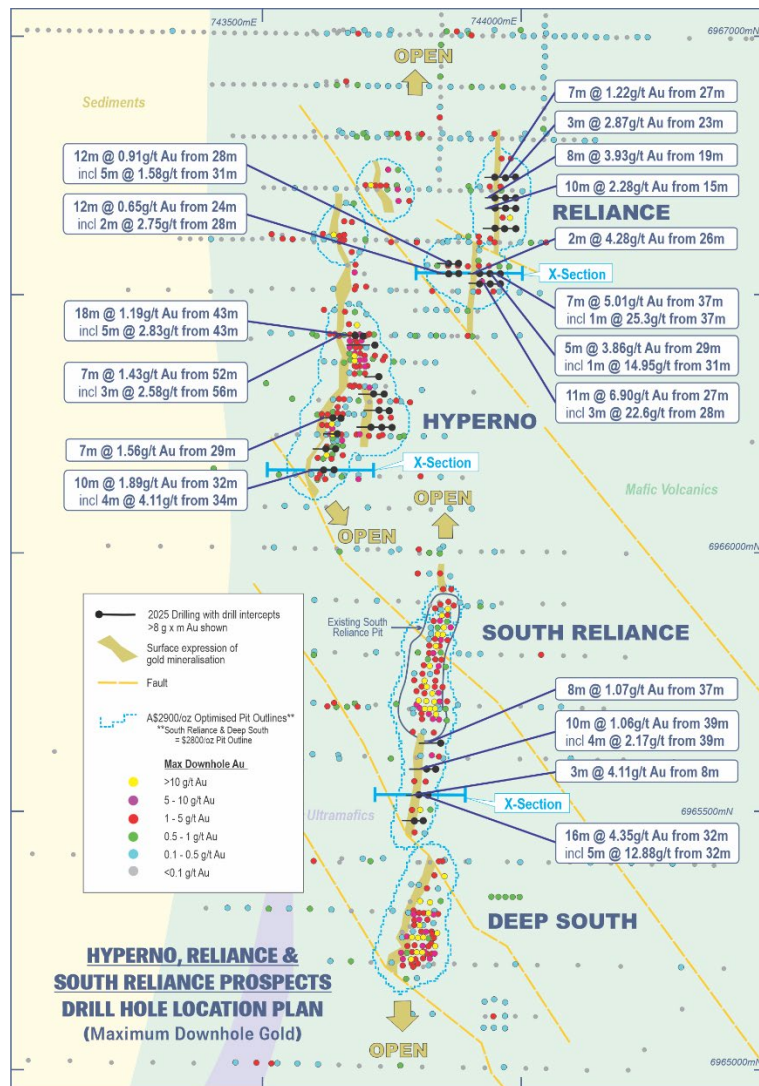 743500mE
744000mE
6967000mN
OPEN
Sediments
7m @ 1.22g/t Au from 27m
3m @ 2.87g/t Au from 23m
8m @ 3.93g/t Au from 19m
10m @ 2.28g/t Au from 15m
RELIANCE
2m @ 4.28g/t Au from 26m
X-Section
7m @ 5.01g/t Au from 37m
incl 1m @ 25.3g/t from 37m
5m @ 3.86g/t Au from 29m
incl 1m @ 14.95g/t from 31m
11m @ 6.90g/t Au from 27m
incl 3m @ 22.6g/t from 28m
12m @ 0.91g/t Au from 28m
incl 5m @ 1.58g/t from 31m
12m @ 0.65g/t Au from 24m
incl 2m @ 2.75g/t from 28m
18m @ 1.19g/t Au from 43m
incl 5m @ 2.83g/t from 43m
7m @ 1.43g/t Au from 52m
incl 3m @ 2.58g/t from 56m
HYPERNO
7m @ 1.56g/t Au from 29m
10m @ 1.89g/t Au from 32m
incl 4m @ 4.11g/t from 34m
X-Section
OPEN
OPEN
Mafic Volcanics
6966000mN
Existing South
Reliance Pit
SOUTH RELIANCE
8m @ 1.07g/t Au from 37m
10m @ 1.06g/t Au from 39m
incl 4m @ 2.17g/t from 39m
3m @ 4.11g/t Au from 8m
X-Section
6965500mN
16m @ 4.35g/t Au from 32m
incl 5m @ 12.88g/t from 32m
Ultramafics
DEEP SOUTH
OPEN
6965000mN
2025 Drilling with drill intercepts
>8 g x m Au shown
Surface expression of
gold mineralisation
Fault
A$2900/oz Optimised Pit Outlines**
**South Reliance & Deep South
= $2800/oz Pit Outline
Max Downhole Au
>10 g/t Au
5 - 10 g/t Au
1 - 5 g/t Au
0.5 - 1 g/t Au
0.1 - 0.5 g/t Au
<0.1 g/t Au
HYPERNO, RELIANCE &
SOUTH RELIANCE PROSPECTS
DRILL HOLE LOCATION PLAN
(Maximum Downhole Gold)